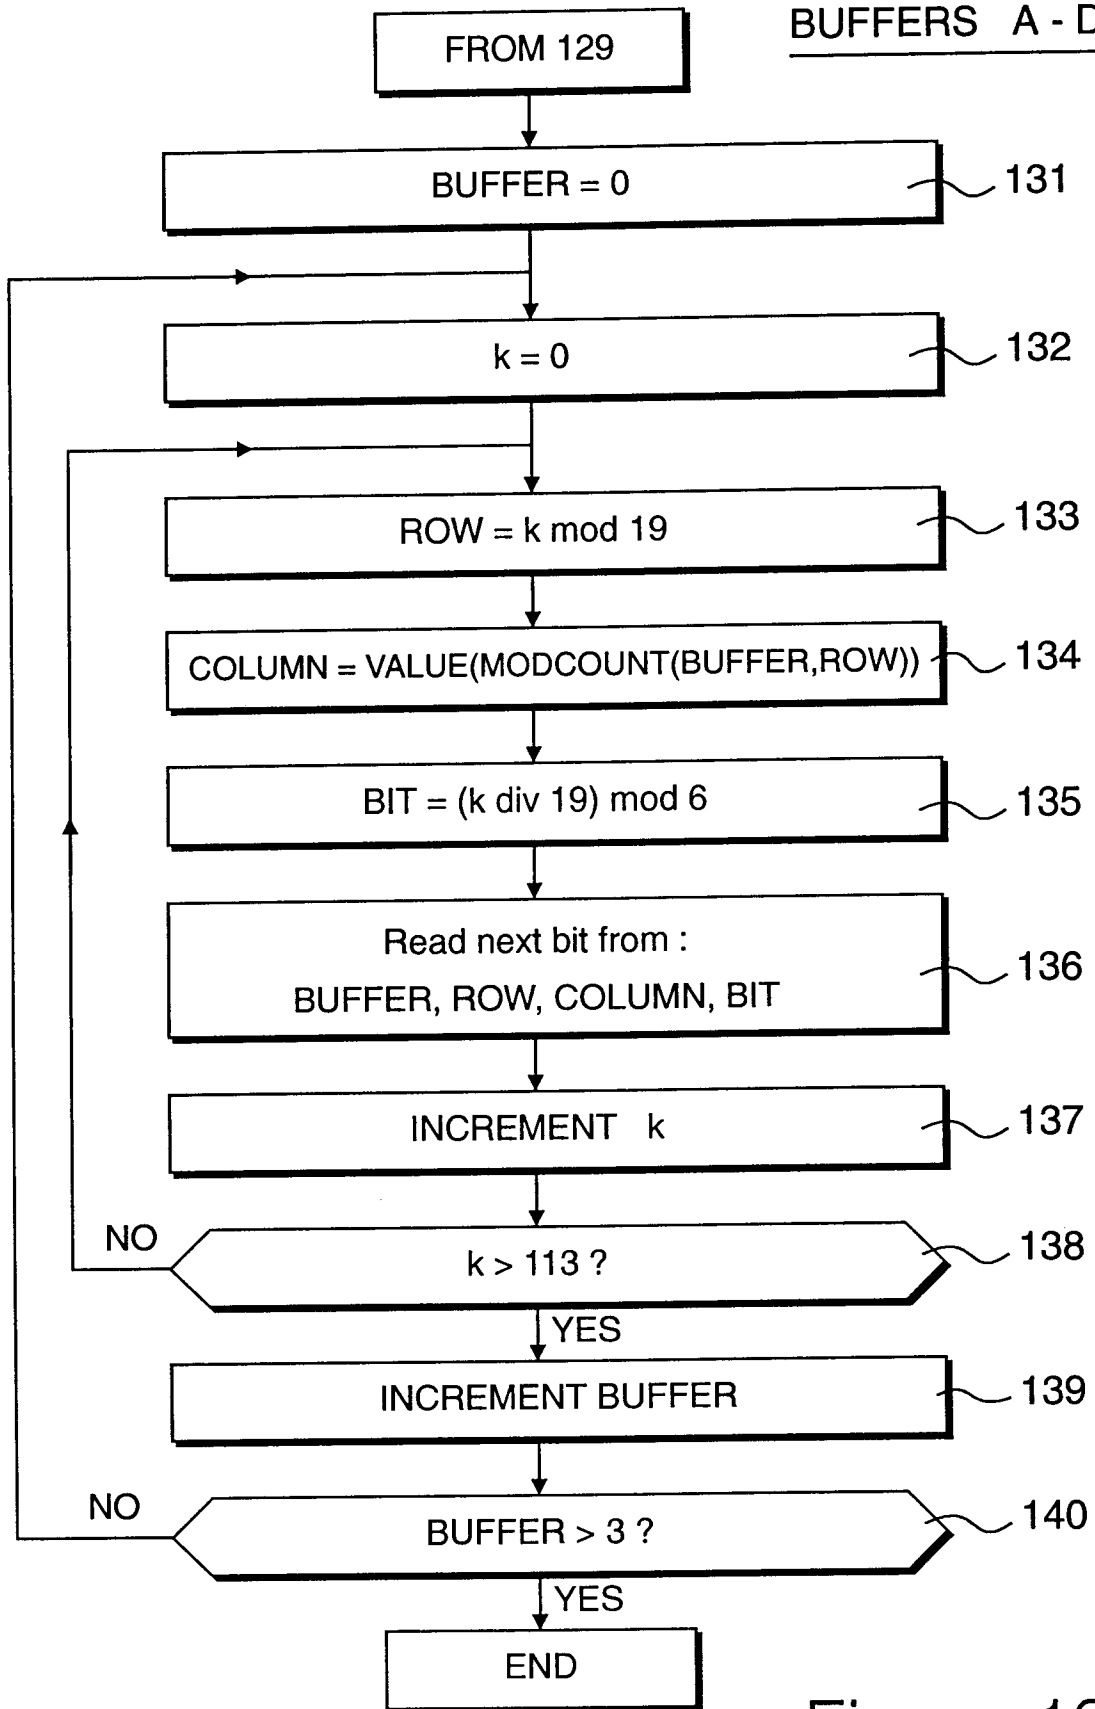 BUFFERS A - D
FROM 129
BUFFER = 0
131
k = 0
132
ROW = k mod 19
133
COLUMN = VALUE(MODCOUNT(BUFFER,ROW))
134
BIT = (k div 19) mod 6
135
Read next bit from :
BUFFER, ROW, COLUMN, BIT
136
INCREMENT k
137
NO
k > 113 ?
138
YES
INCREMENT BUFFER
139
NO
BUFFER > 3 ?
140
YES
END